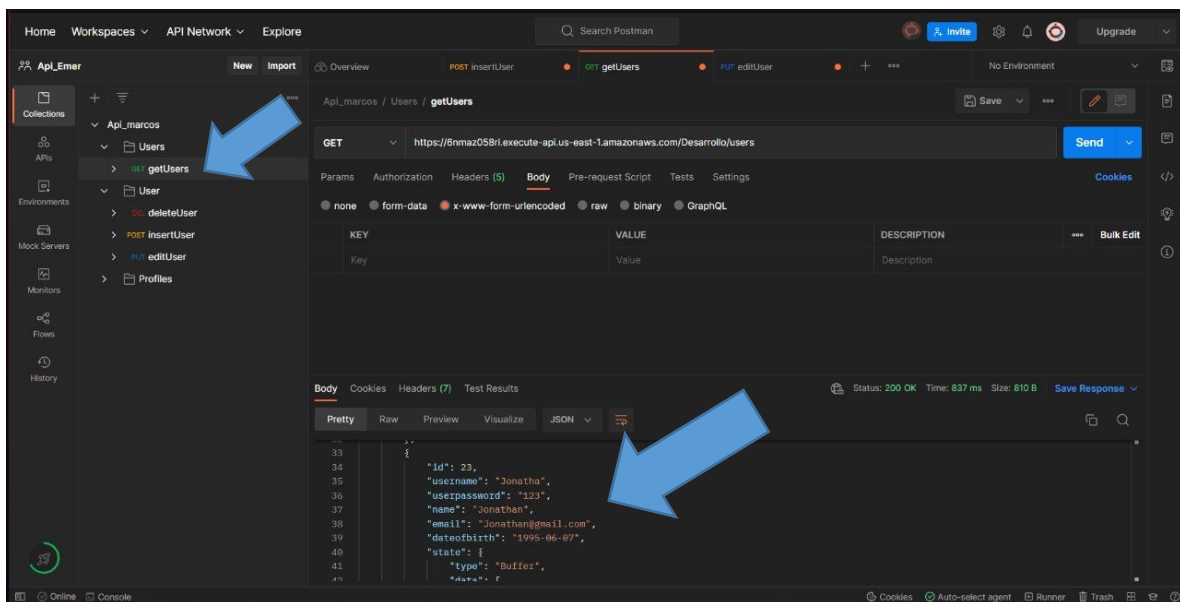 Home Workspaces API Network Explore Search Postman Invite Upgrade
Api_Emer New Import Overview POST insertUser GET getUsers PUT editUser No Environment
Collections
APIs
Environments
Mock Servers
Monitors
Flows
History
Api_marcos
Users
GET getUsers
User
DEL deleteUser
POST insertUser
PUT editUser
Profiles
Api_marcos / Users / getUsers Save
GET https://6nmaz058ri.execute-api.us-east-1.amazonaws.com/Desarrollo/users Send
Params Authorization Headers (5) Body Pre-request Script Tests Settings Cookies
none form-data x-www-form-urlencoded raw binary GraphQL
KEY VALUE DESCRIPTION Bulk Edit
Key Value Description
Body Cookies Headers (7) Test Results Status: 200 OK Time: 837 ms Size: 810 B Save Response
Pretty Raw Preview Visualize JSON
33 {
34 "id": 23,
35 "username": "Jonatha",
36 "userpassword": "123",
37 "name": "Jonathan",
38 "email": "Jonathan@gmail.com",
39 "dateofbirth": "1995-06-07",
40 "state": {
41 "type": "Buffer",
42 "data": [
Online Console Cookies Auto-select agent Runner Trash